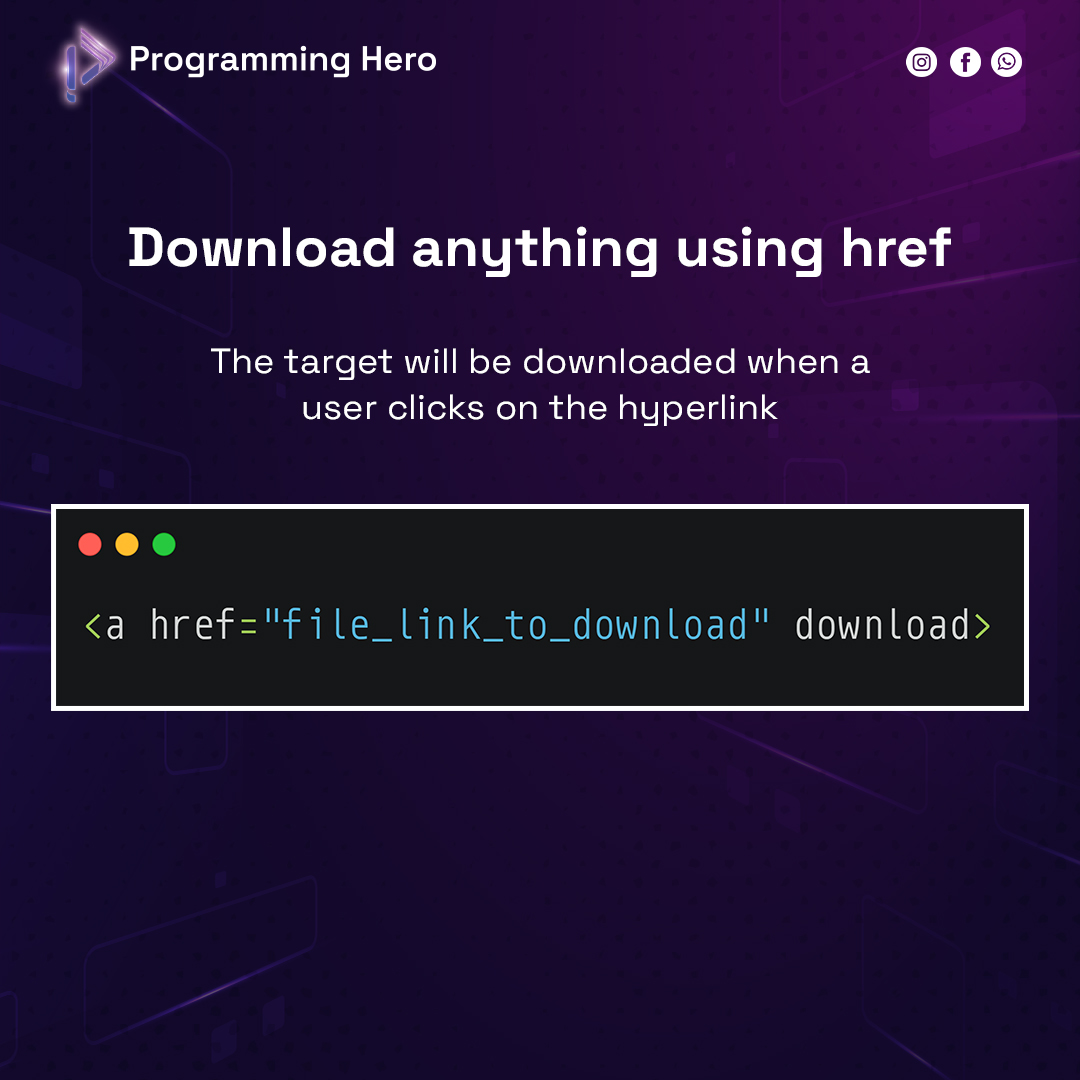 Programming Hero
Download anything using href
The target will be downloaded when a
user clicks on the hyperlink
<a href="file_link_to_download" download>